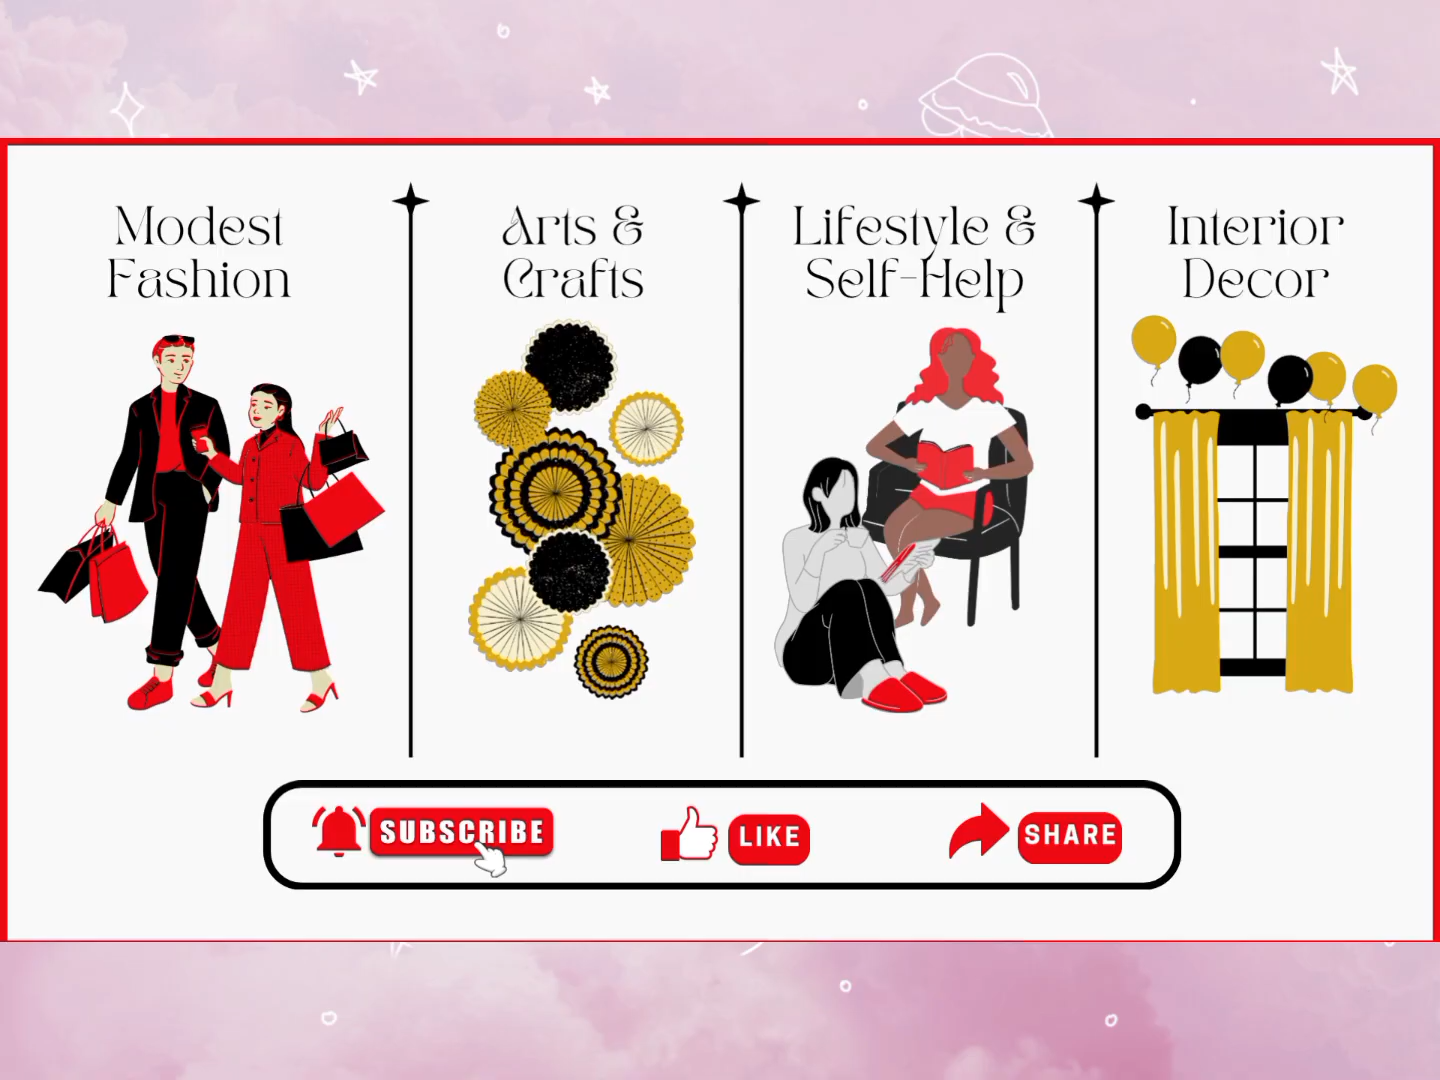 Modest
Fashion
Arts &
Crafts
Lifestyle &
Self-Help
Interior
Decor
SUBSCRIBE
LIKE
SHARE